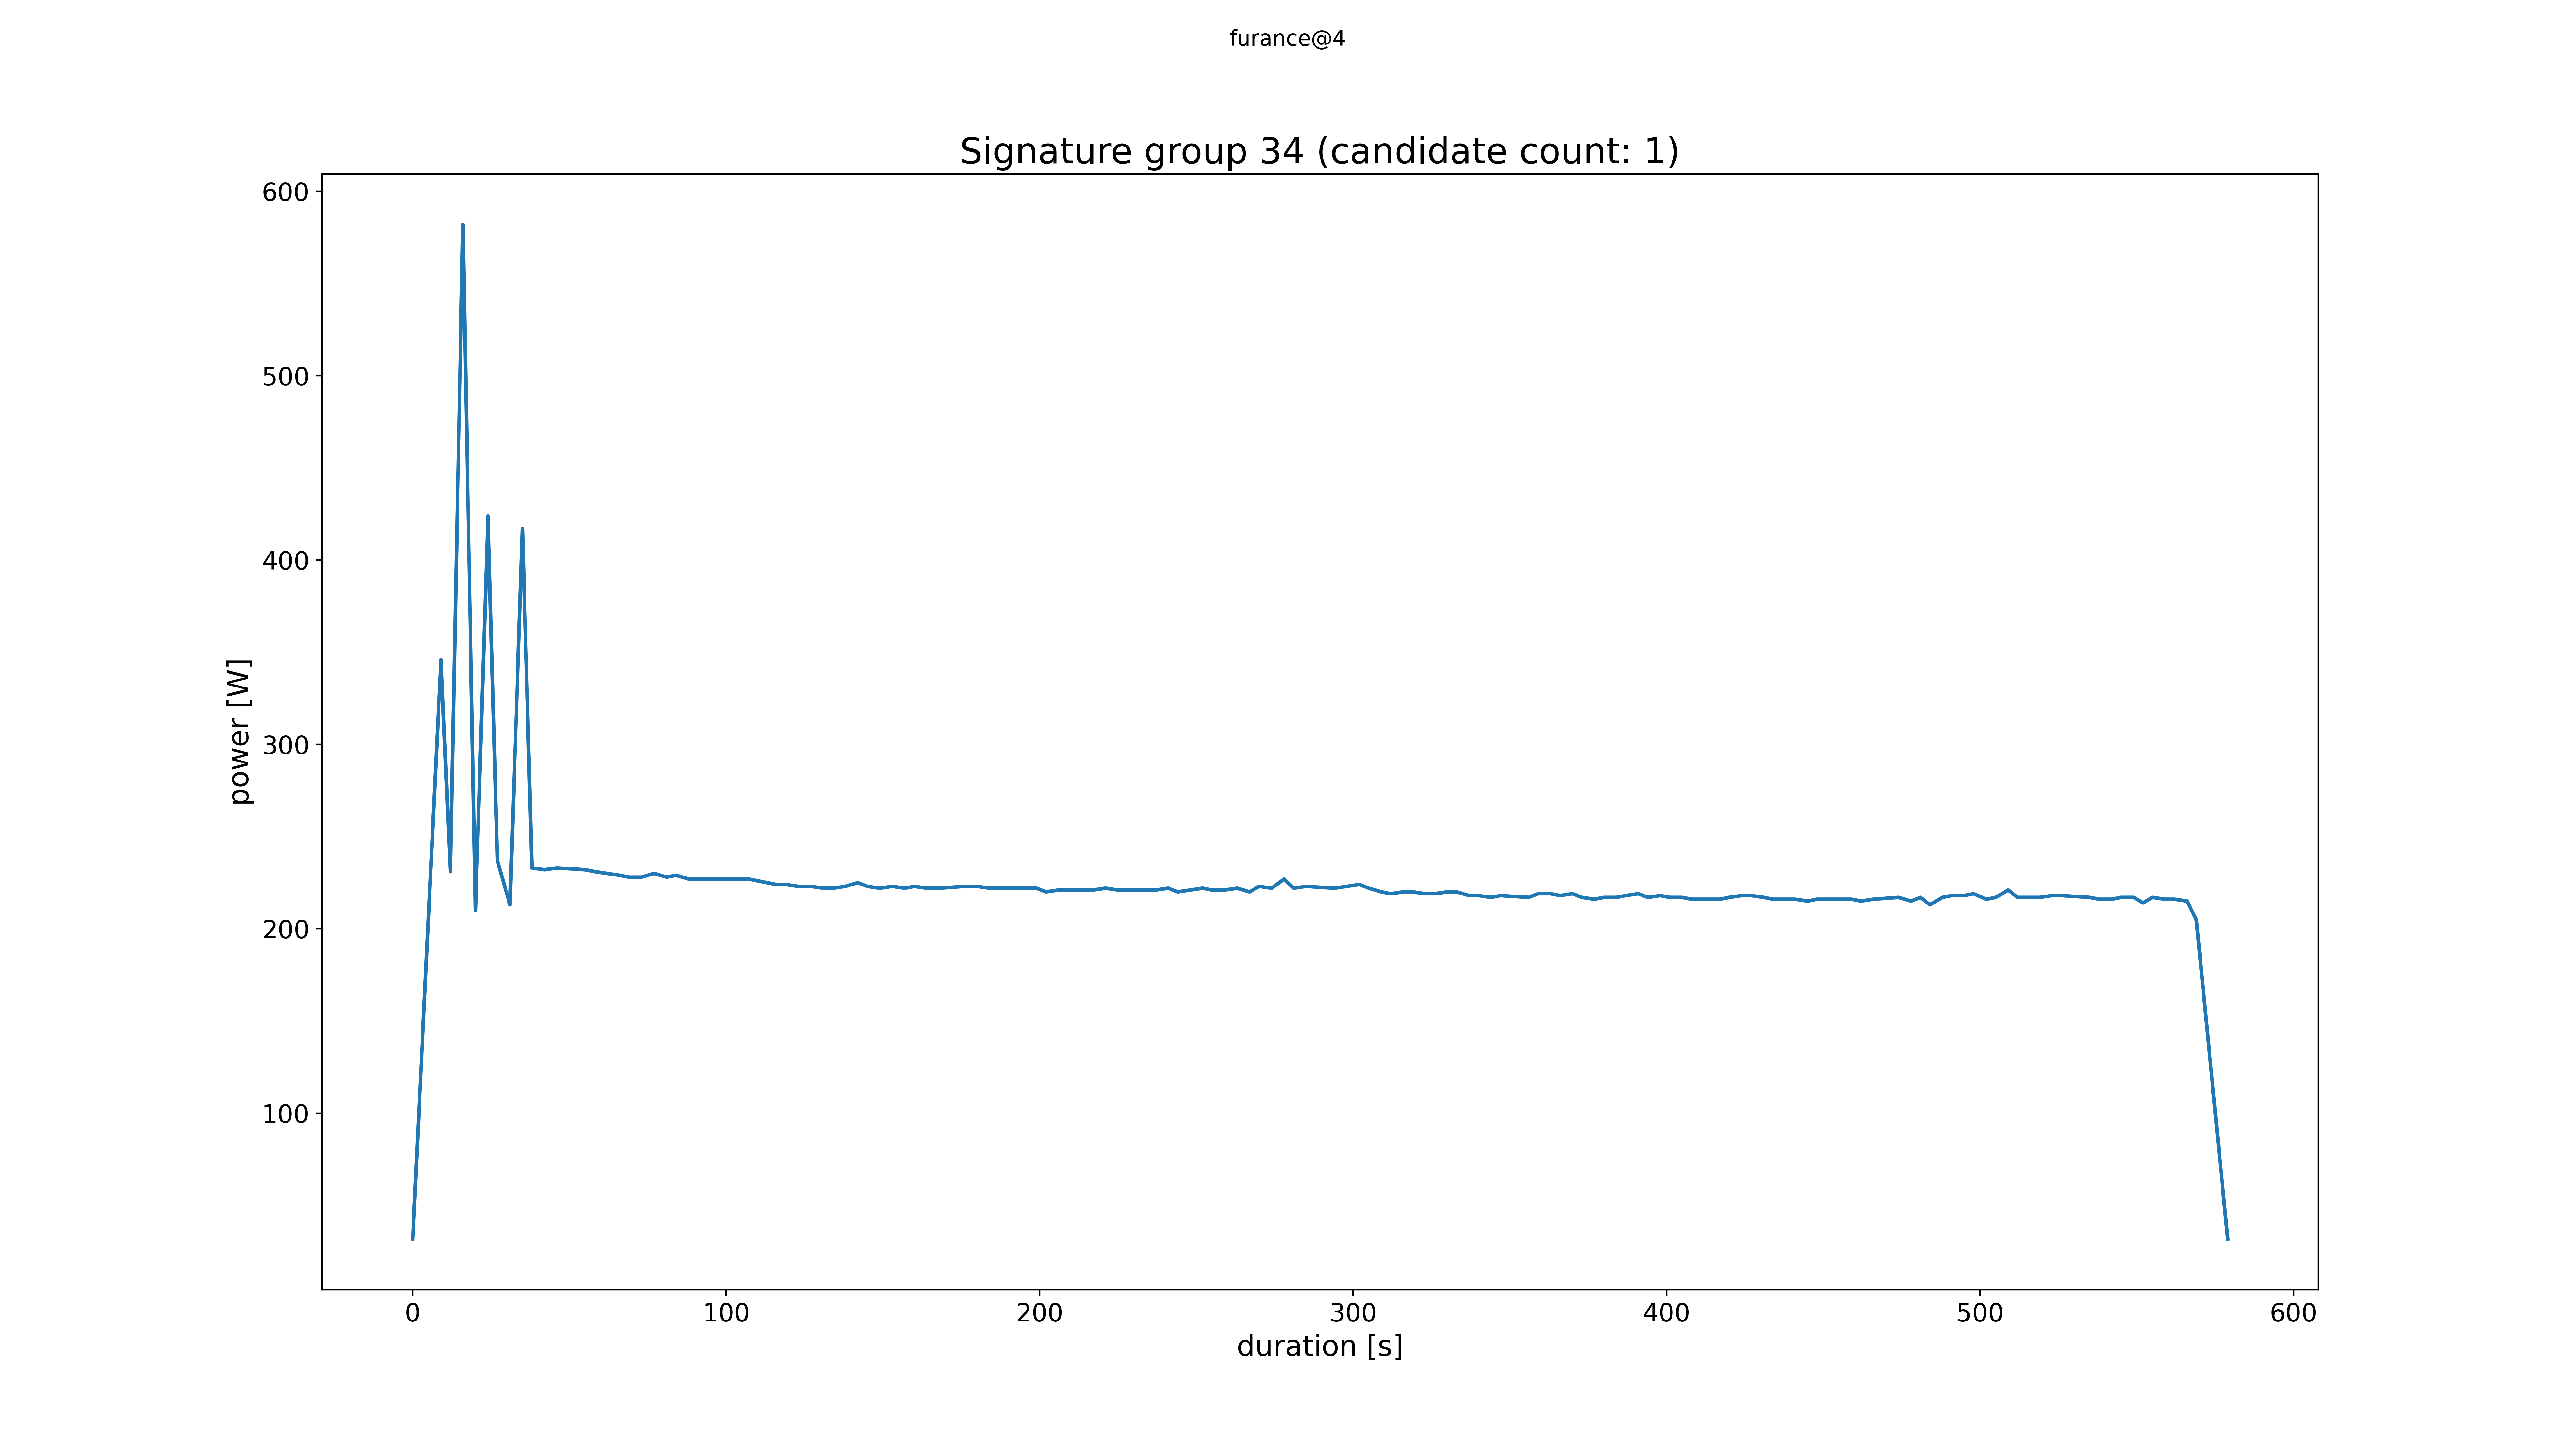 furance@4
Signature group 34 (candidate count: 1)
600
500
400
300
200
100
power [W]
0 100 200 300 400 500 600
duration [s]